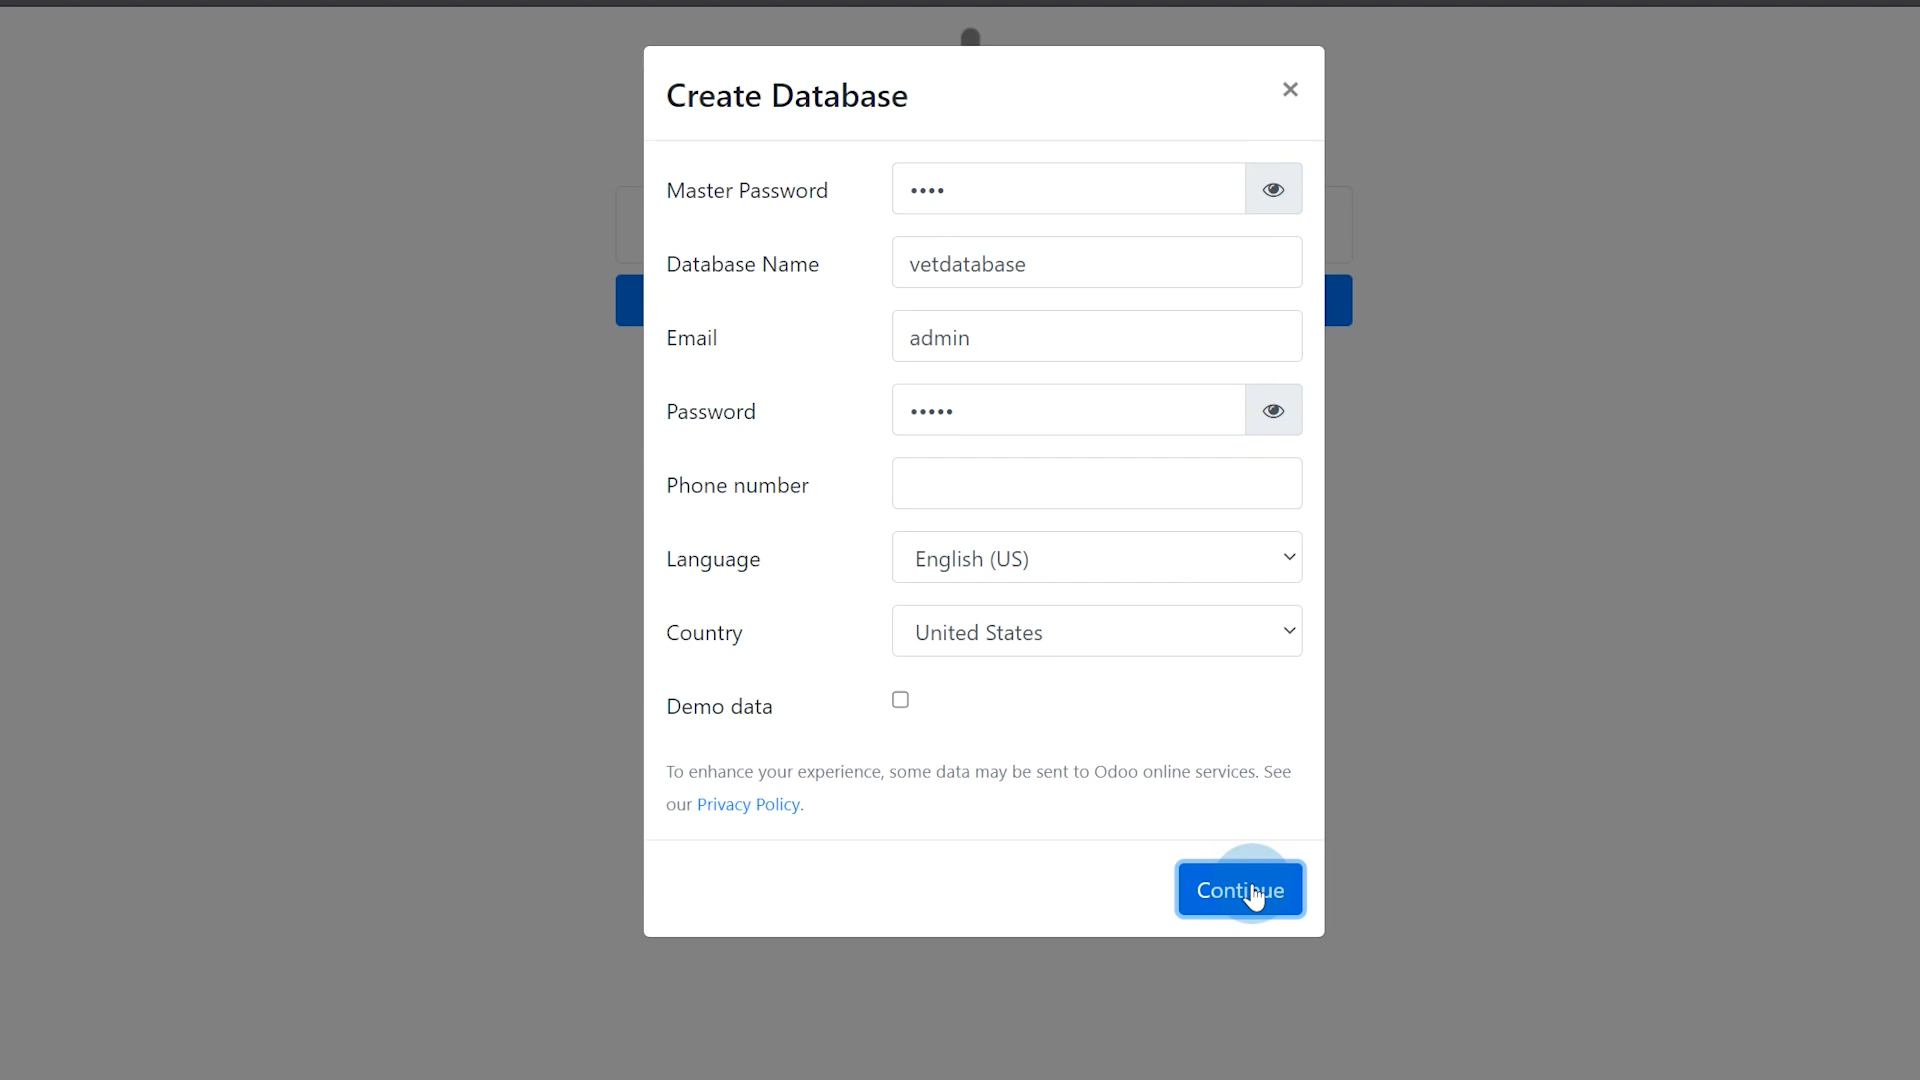 Create Database
×
Master Password ••••
Database Name vetdatabase
Email admin
Password •••••
Phone number
Language English (US)
Country United States
Demo data
To enhance your experience, some data may be sent to Odoo online services. See
our Privacy Policy.
Continue